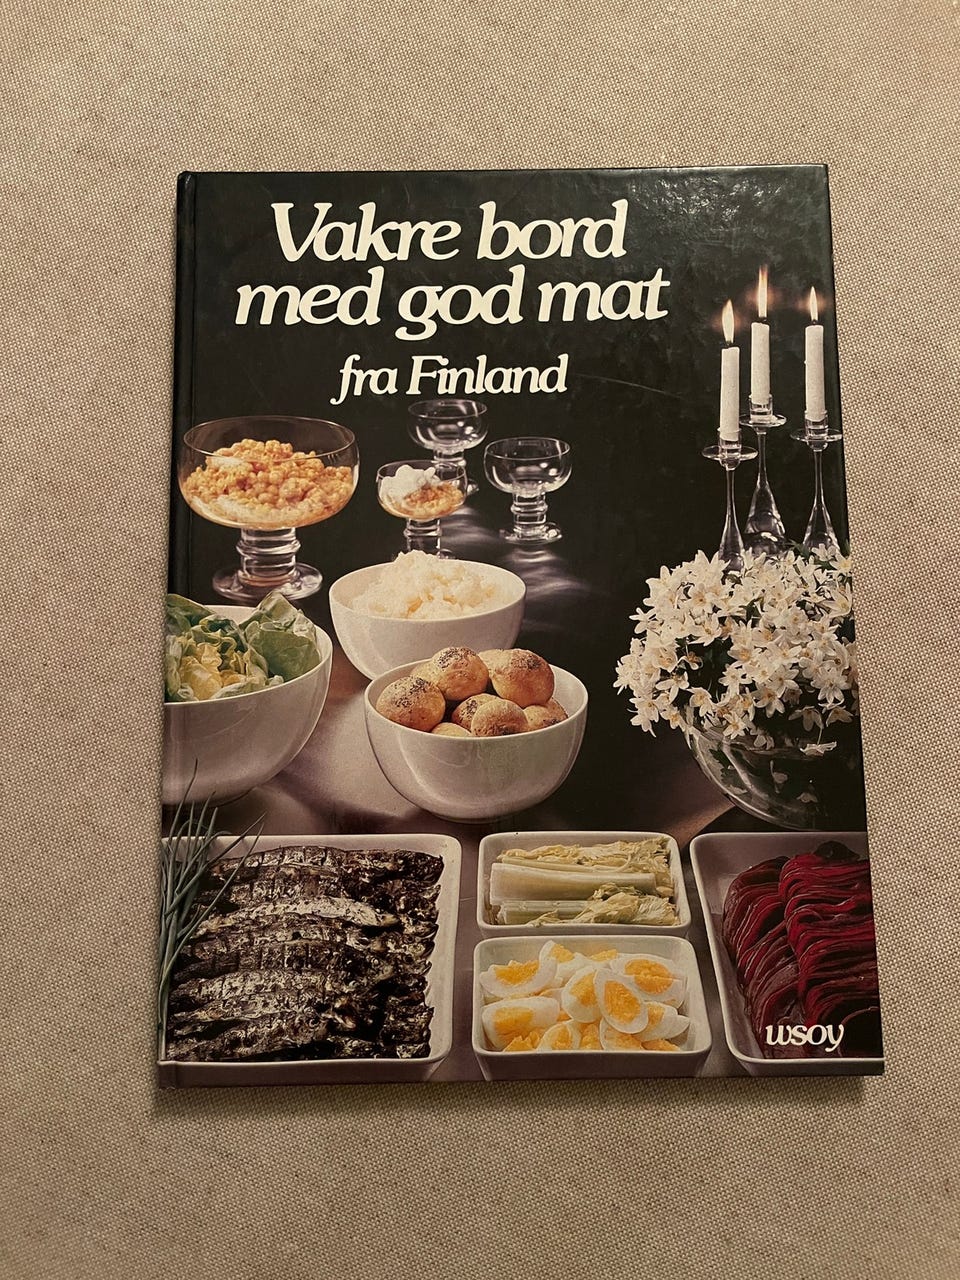 Vakre bord
med god mat
fra Finland
wsoy